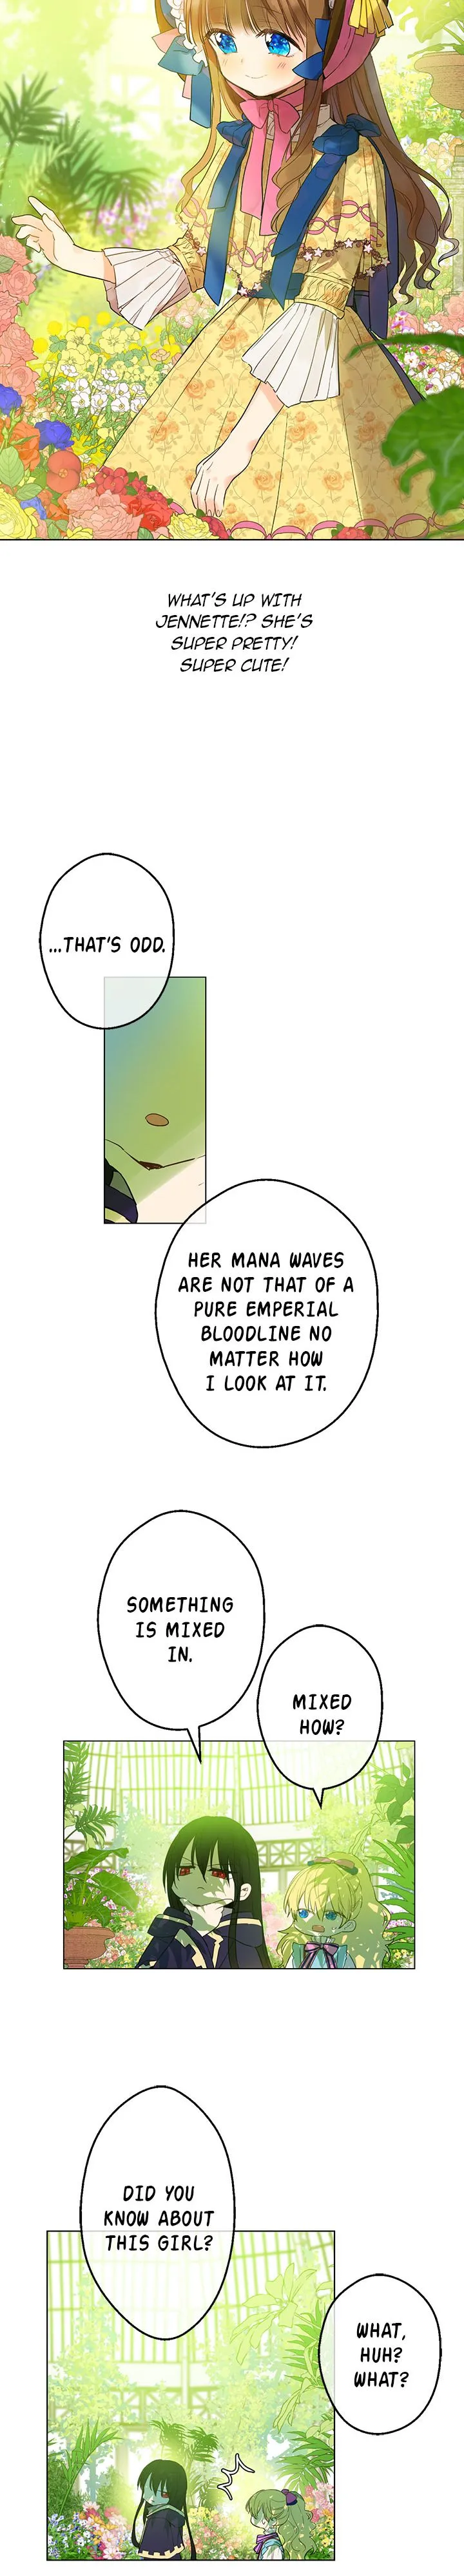 WHAT'S UP WITH
JENNETTE!? SHE'S
SUPER PRETTY!
SUPER CUTE!
...THAT'S ODD.
HER MANA WAVES
ARE NOT THAT OF A
PURE EMPERIAL
BLOODLINE NO
MATTER HOW
I LOOK AT IT.
SOMETHING
IS MIXED
IN.
MIXED
HOW?
DID YOU
KNOW ABOUT
THIS GIRL?
WHAT,
HUH?
WHAT?